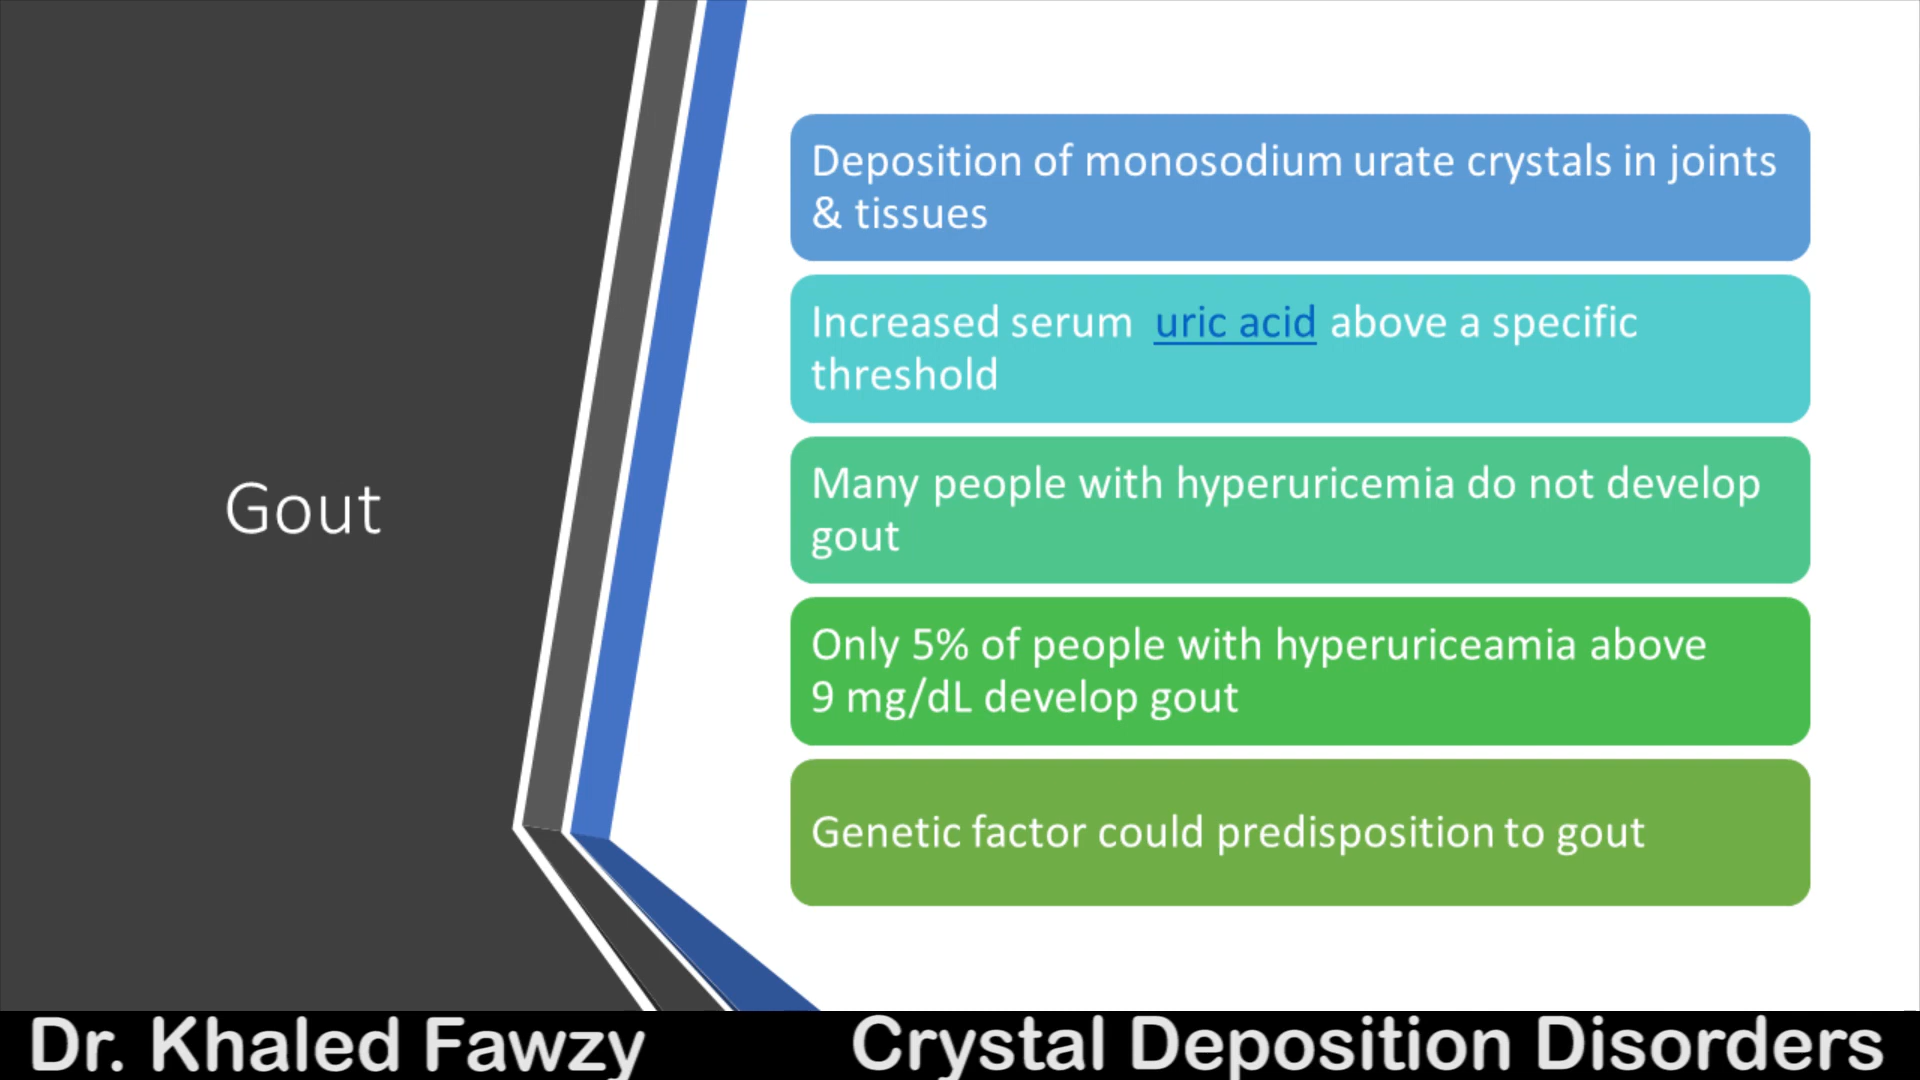 Gout
Deposition of monosodium urate crystals in joints
& tissues
Increased serum uric acid above a specific
threshold
Many people with hyperuricemia do not develop
gout
Only 5% of people with hyperuriceamia above
9 mg/dL develop gout
Genetic factor could predisposition to gout
Dr. Khaled Fawzy
Crystal Deposition Disorders